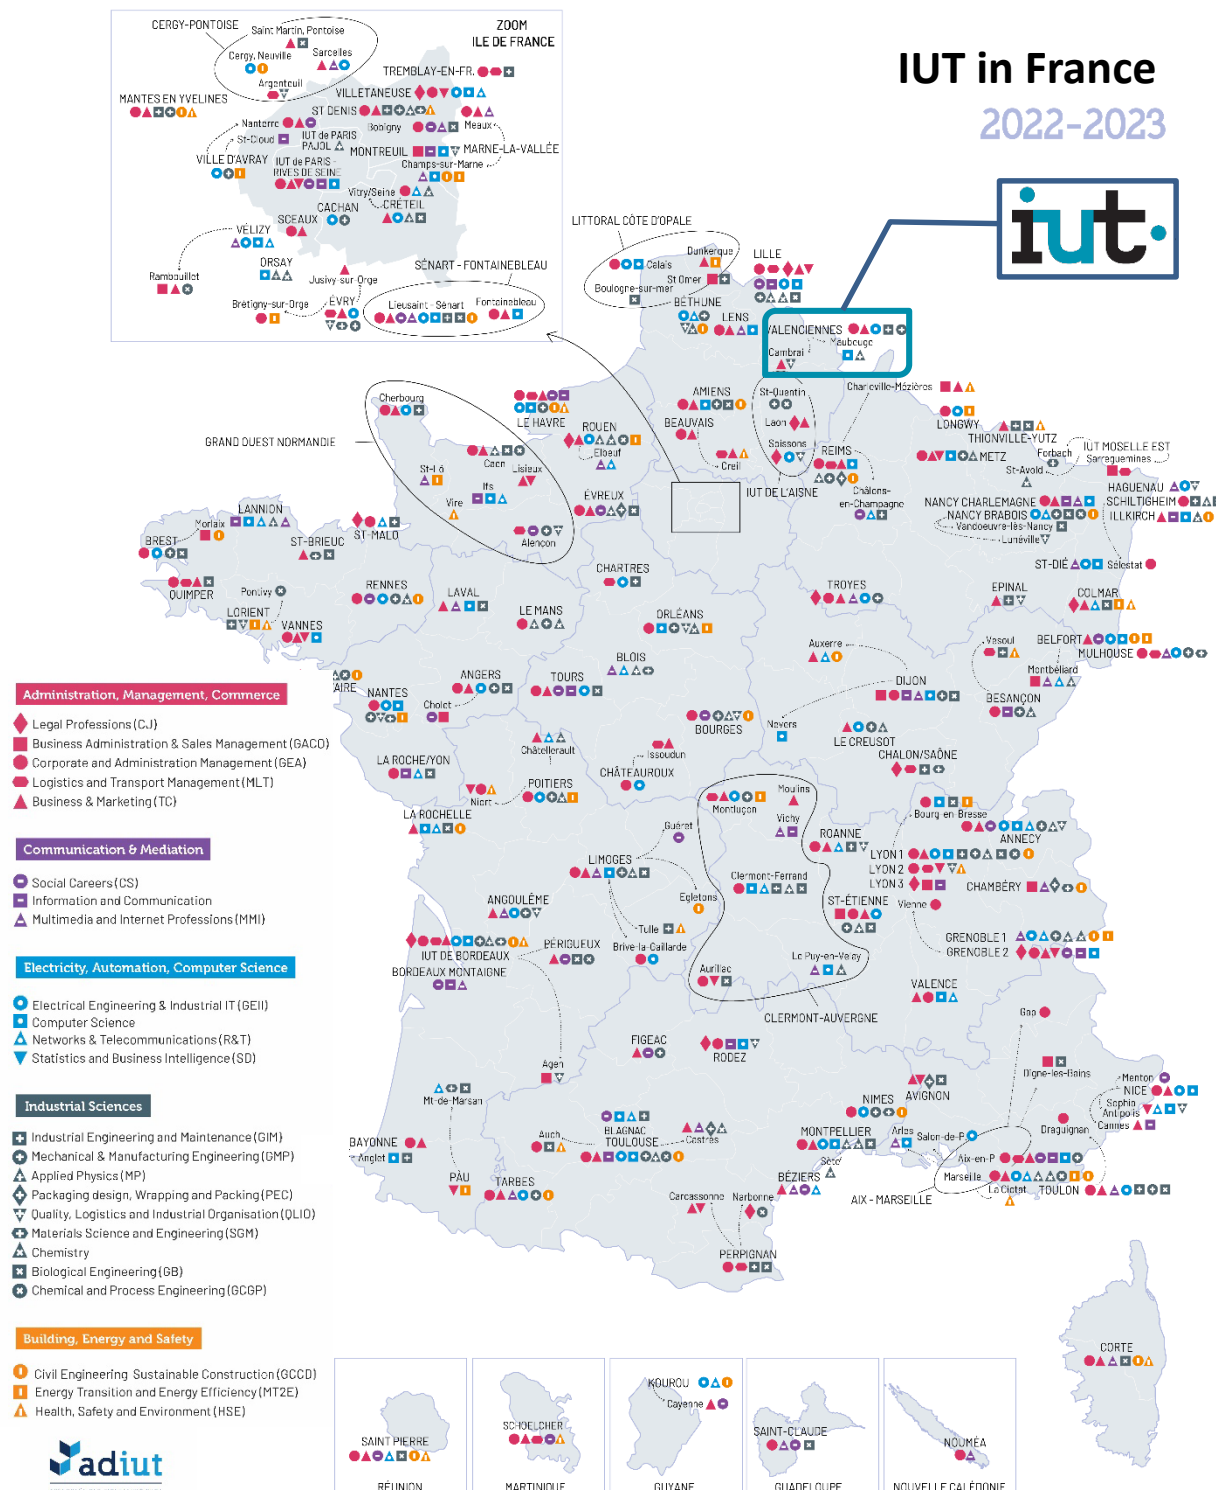 IUT in France
2022-2023
iut
ZOOM
ILE DE FRANCE
CERGY-PONTOISE
Saint Martin, Pontoise
Cergy, Neuville
Sarcelles
Argenteuil
MANTES EN YVELINES
TREMBLAY-EN-FR.
VILLETANEUSE
ST DENIS
Nanterre
Bobigny
Meaux
St-Cloud
IUT de PARIS
PAJOL
MONTREUIL
MARNE-LA-VALLÉE
VILLE D'AVRAY
IUT de PARIS -
RIVES DE SEINE
Champs-sur-Marne
Vitry/Seine
CACHAN
CRÉTEIL
SCEAUX
VÉLIZY
ORSAY
Rambouillet
Jusivy-sur-Orge
SÉNART - FONTAINEBLEAU
Brétigny-sur-Orge
ÉVRY
Lieusaint - Sénart
Fontainebleau
LITTORAL CÔTE D'OPALE
Dunkerque
LILLE
Calais
St Omer
Boulogne-sur-mer
BÉTHUNE
LENS
VALENCIENNES
Maubeuge
Cambrai
Cherbourg
LE HAVRE
AMIENS
St-Quentin
Charleville-Mézières
GRAND OUEST NORMANDIE
ROUEN
Elbeuf
BEAUVAIS
Laon
LONGWY
THIONVILLE-YUTZ
Caen
Lisieux
Creil
Soissons
REIMS
METZ
Forbach
IUT MOSELLE EST
Sarreguemines
St-Lô
Ifs
St-Avold
Vire
ÉVREUX
IUT DE L'AISNE
Châlons-
en-Champagne
HAGUENAU
NANCY CHARLEMAGNE
SCHILTIGHEIM
NANCY BRABOIS
ILLKIRCH
Vandoeuvre-lès-Nancy
Lunéville
LANNION
Morlaix
BREST
ST-BRIEUC
ST-MALO
Alençon
ST-DIÉ
Sélestat
QUIMPER
Pontivy
RENNES
LAVAL
CHARTRES
TROYES
EPINAL
COLMAR
LORIENT
VANNES
LE MANS
ORLÉANS
Auxerre
Vesoul
BELFORT
MULHOUSE
BLOIS
Montbéliard
AIRE
ANGERS
TOURS
DIJON
BESANÇON
NANTES
Cholet
BOURGES
Nevers
LE CREUSOT
Châtellerault
Issoudun
CHALON/SAÔNE
LA ROCHE/YON
Niort
POITIERS
CHÂTEAUROUX
Montluçon
Moulins
LA ROCHELLE
Vichy
Bourg-en-Bresse
Guéret
ROANNE
ANNECY
LYON 1
LYON 2
LYON 3
LIMOGES
Clermont-Ferrand
CHAMBÉRY
ANGOULÊME
Egletons
ST-ÉTIENNE
Vienne
Tulle
PÉRIGUEUX
Brive-la-Gaillarde
GRENOBLE 1
GRENOBLE 2
IUT DE BORDEAUX
BORDEAUX MONTAIGNE
Le Puy-en-Velay
Aurillac
VALENCE
CLERMONT-AUVERGNE
Gap
FIGEAC
RODEZ
Agen
Digne-les-Bains
Menton
NICE
Mt-de-Marsan
AVIGNON
NIMES
Sophia
Antipolis
Cannes
BAYONNE
Anglet
Auch
BLAGNAC
TOULOUSE
Castres
MONTPELLIER
Arles
Salon-de-P.
Draguignan
Aix-en-P
Sète
PAU
TARBES
BÉZIERS
Marseille
La Ciotat
TOULON
AIX - MARSEILLE
Carcassonne
Narbonne
PERPIGNAN
CORTE
Administration, Management, Commerce
Legal Professions (CJ)
Business Administration & Sales Management (GACO)
Corporate and Administration Management (GEA)
Logistics and Transport Management (MLT)
Business & Marketing (TC)
Communication & Mediation
Social Careers (CS)
Information and Communication
Multimedia and Internet Professions (MMI)
Electricity, Automation, Computer Science
Electrical Engineering & Industrial IT (GEII)
Computer Science
Networks & Telecommunications (R&T)
Statistics and Business Intelligence (SD)
Industrial Sciences
Industrial Engineering and Maintenance (GIM)
Mechanical & Manufacturing Engineering (GMP)
Applied Physics (MP)
Packaging design, Wrapping and Packing (PEC)
Quality, Logistics and Industrial Organisation (QLIO)
Materials Science and Engineering (SGM)
Chemistry
Biological Engineering (GB)
Chemical and Process Engineering (GCGP)
Building, Energy and Safety
Civil Engineering Sustainable Construction (GCCD)
Energy Transition and Energy Efficiency (MT2E)
Health, Safety and Environment (HSE)
adiut
SAINT PIERRE
RÉUNION
SCHOELCHER
MARTINIQUE
KOUROU
Cayenne
GUYANE
SAINT-CLAUDE
GUADELOUPE
NOUMÉA
NOUVELLE CALÉDONIE